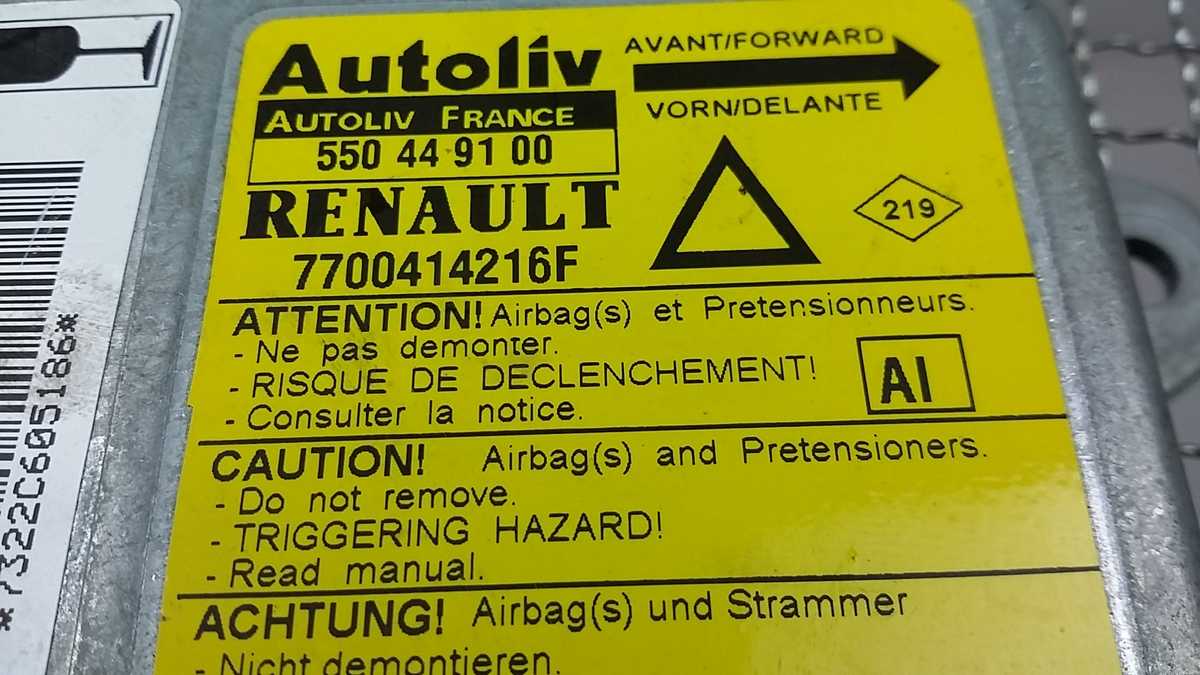 Autoliv
AUTOLIV FRANCE
550 44 91 00
RENAULT
7700414216F
AVANT/FORWARD
VORN/DELANTE
219
ATTENTION! Airbag(s) et Pretensionneurs.
- Ne pas demonter.
- RISQUE DE DECLENCHEMENT!
- Consulter la notice.
AI
CAUTION! Airbag(s) and Pretensioners.
- Do not remove.
- TRIGGERING HAZARD!
- Read manual.
ACHTUNG! Airbag(s) und Strammer
- Nicht demontieren.
*7322C605186*